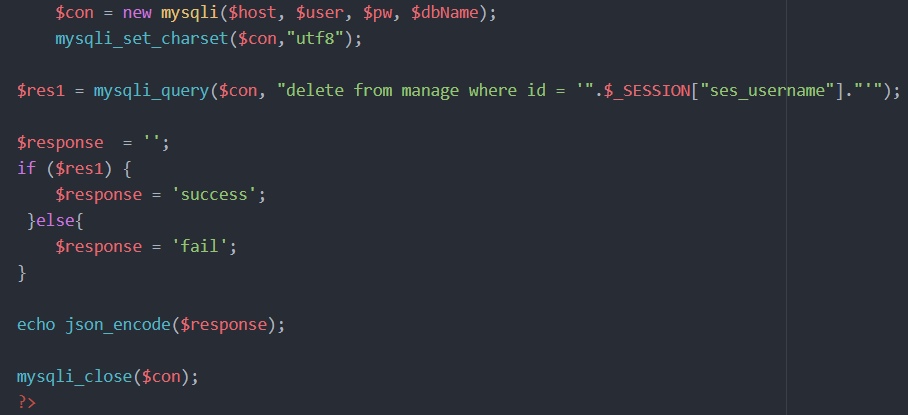 $con = new mysqli($host, $user, $pw, $dbName);
mysqli_set_charset($con,"utf8");
$res1 = mysqli_query($con, "delete from manage where id = '".$_SESSION["ses_username"]."'");
$response  = '';
if ($res1) {
$response = 'success';
}else{
$response = 'fail';
}
echo json_encode($response);
mysqli_close($con);
?>